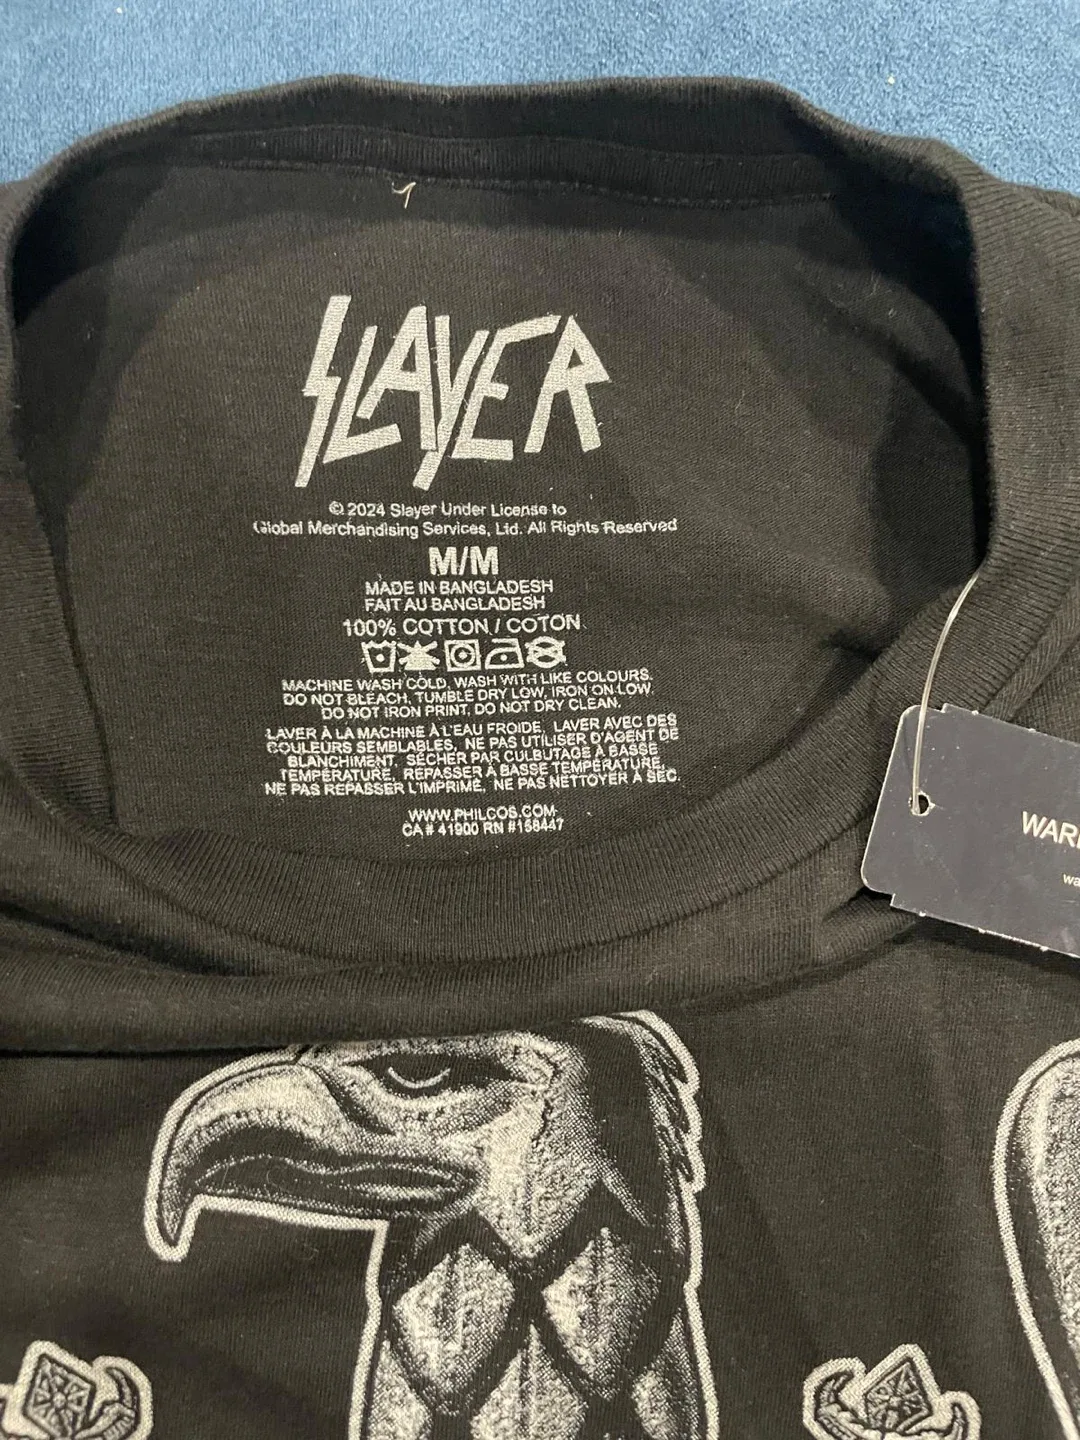 SLAYER
© 2024 Slayer Under License to
Global Merchandising Services, Ltd. All Rights Reserved
M/M
MADE IN BANGLADESH
FAIT AU BANGLADESH
100% COTTON / COTON
MACHINE WASH COLD, WASH WITH LIKE COLOURS.
DO NOT BLEACH, TUMBLE DRY LOW, IRON ON LOW.
DO NOT IRON PRINT, DO NOT DRY CLEAN.
LAVER À LA MACHINE À L'EAU FROIDE, LAVER AVEC DES
COULEURS SEMBLABLES, NE PAS UTILISER D'AGENT DE
BLANCHIMENT, SÉCHER PAR CULBUTAGE À BASSE
TEMPÉRATURE, REPASSER À BASSE TEMPÉRATURE,
NE PAS REPASSER L'IMPRIMÉ, NE PAS NETTOYER À SEC.
WWW.PHILCOS.COM
CA # 41900 RN #158447